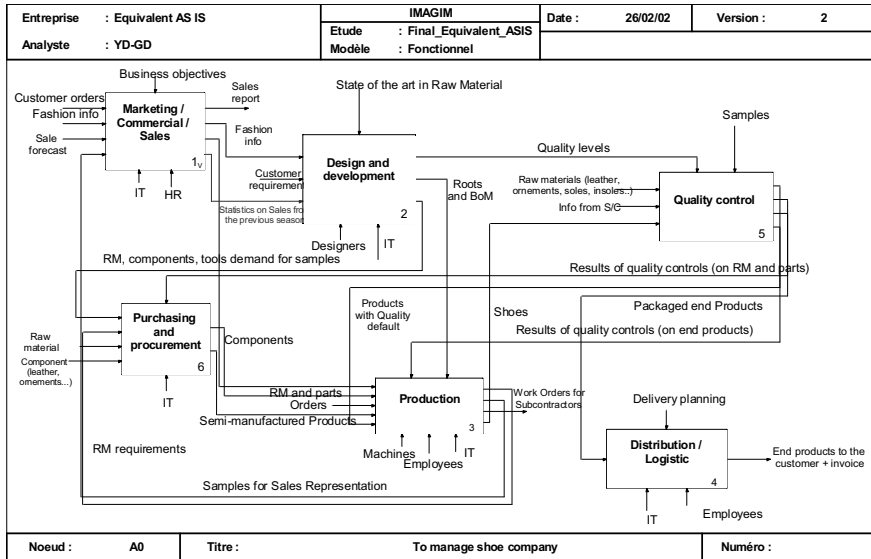 Entreprise : Equivalent AS IS
IMAGIM
Date : 26/02/02
Version : 2
Analyste : YD-GD
Etude : Final_Equivalent_ASIS
Modèle : Fonctionnel
Business objectives
Customer orders
Fashion info
Sale
forecast
Marketing /
Commercial /
Sales
1v
IT
HR
Sales
report
Fashion
info
State of the art in Raw Material
Customer
requirement
Statistics on Sales fro
the previous season
Design and
development
2
Designers
IT
Roots
and BoM
Quality levels
Samples
Raw materials (leather,
ornements, soles, insoles..)
Info from S/C
Quality control
5
RM, components, tools demand for samples
Results of quality controls (on RM and parts)
Packaged end Products
Purchasing
and
procurement
6
Raw
material
Component
(leather,
ornements...)
IT
Components
Products
with Quality
default
Shoes
Results of quality controls (on end products)
RM and parts
Orders
Semi-manufactured Products
Production
3
Work Orders for
Subcontractors
Machines
Employees
IT
RM requirements
Samples for Sales Representation
Delivery planning
Distribution /
Logistic
4
End products to the
customer + invoice
IT
Employees
Noeud : A0
Titre : To manage shoe company
Numéro :